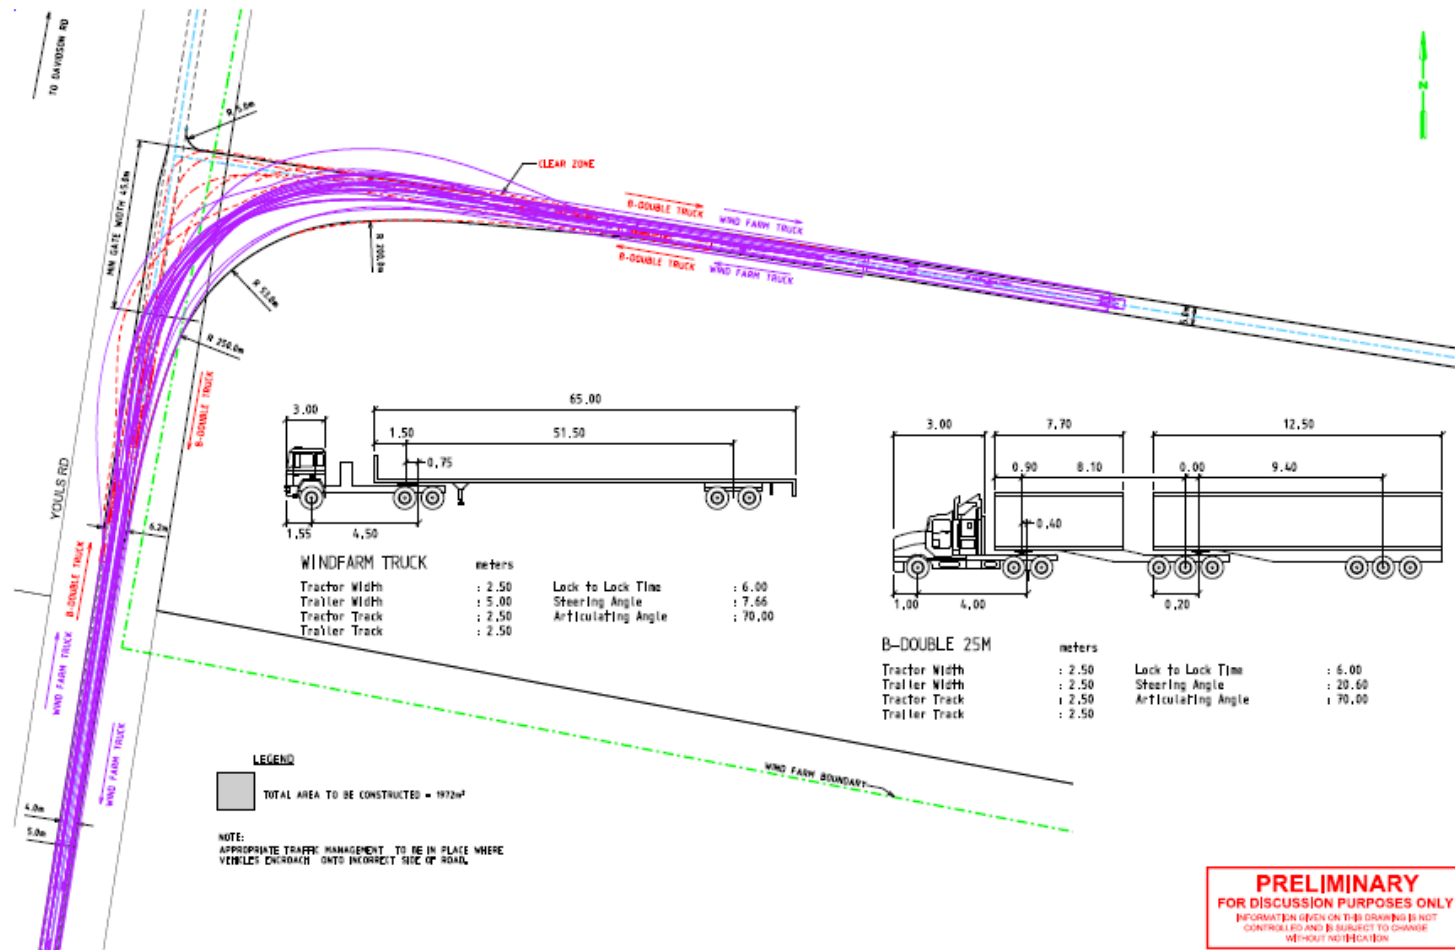 TO DAVIDSON RD
R 5.0m
N
MIN GATE WIDTH 45.0m
CLEAR ZONE
B-DOUBLE TRUCK
WIND FARM TRUCK
R 200.0m
B-DOUBLE TRUCK
WIND FARM TRUCK
R 53.0m
R 250.0m
B-DOUBLE TRUCK
YOULS RD
6.2m
B-DOUBLE TRUCK
WIND FARM TRUCK
WIND FARM TRUCK
4.0m
5.0m
3.00
65.00
1.50
51.50
0.75
1.55
4.50
WINDFARM TRUCK
meters
Tractor Width : 2.50 Lock to Lock Time : 6.00
Trailer Width : 5.00 Steering Angle : 7.66
Tractor Track : 2.50 Articulating Angle : 70.00
Trailer Track : 2.50
3.00
7.70
12.50
0.90
8.10
0.00
9.40
0.40
1.00
4.00
0.20
B-DOUBLE 25M
meters
Tractor Width : 2.50 Lock to Lock Time : 6.00
Trailer Width : 2.50 Steering Angle : 20.60
Tractor Track : 2.50 Articulating Angle : 70.00
Trailer Track : 2.50
LEGEND
TOTAL AREA TO BE CONSTRUCTED = 1972m²
NOTE:
APPROPRIATE TRAFFIC MANAGEMENT TO BE IN PLACE WHERE
VEHICLES ENCROACH ONTO INCORRECT SIDE OF ROAD.
WIND FARM BOUNDARY
PRELIMINARY
FOR DISCUSSION PURPOSES ONLY
INFORMATION GIVEN ON THIS DRAWING IS NOT
CONTROLLED AND IS SUBJECT TO CHANGE
WITHOUT NOTIFICATION